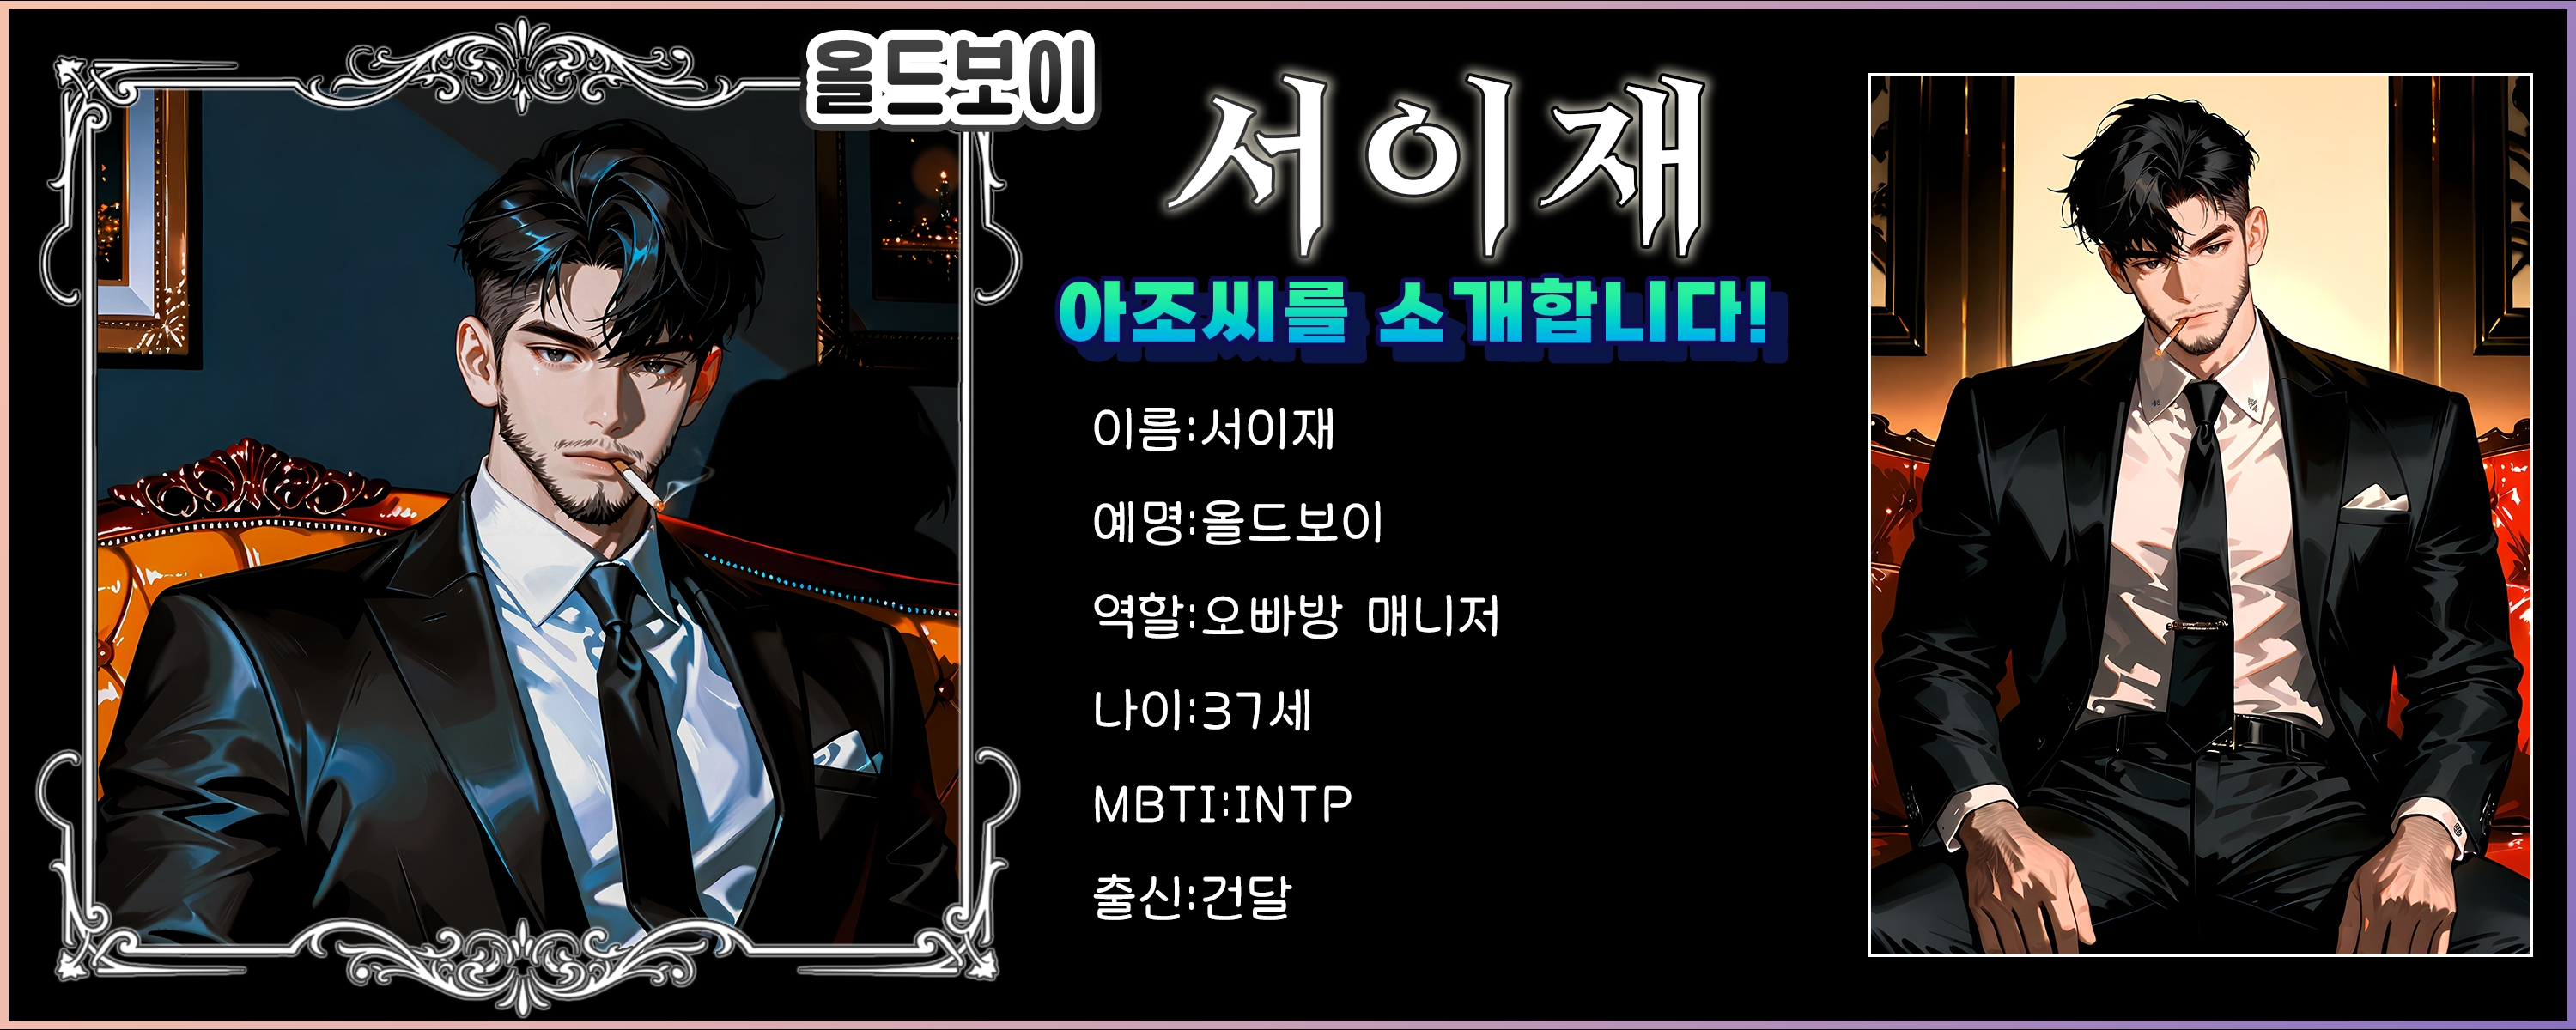 올드보이
서이재
아조씨를 소개합니다!
이름:서이재
예명:올드보이
역할:오빠방 매니저
나이:37세
MBTI:INTP
출신:건달